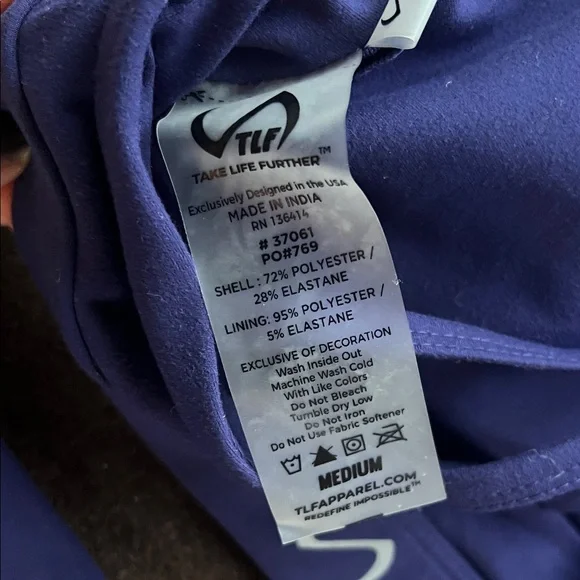 TLF
TAKE LIFE FURTHER™
Exclusively Designed in the USA
MADE IN INDIA
RN 136414
# 37061
PO#769
SHELL : 72% POLYESTER /
28% ELASTANE
LINING: 95% POLYESTER /
5% ELASTANE
EXCLUSIVE OF DECORATION
Wash Inside Out
Machine Wash Cold
With Like Colors
Do Not Bleach
Tumble Dry Low
Do Not Iron
Do Not Use Fabric Softener
MEDIUM
TLFAPPAREL.COM
REDEFINE IMPOSSIBLE™